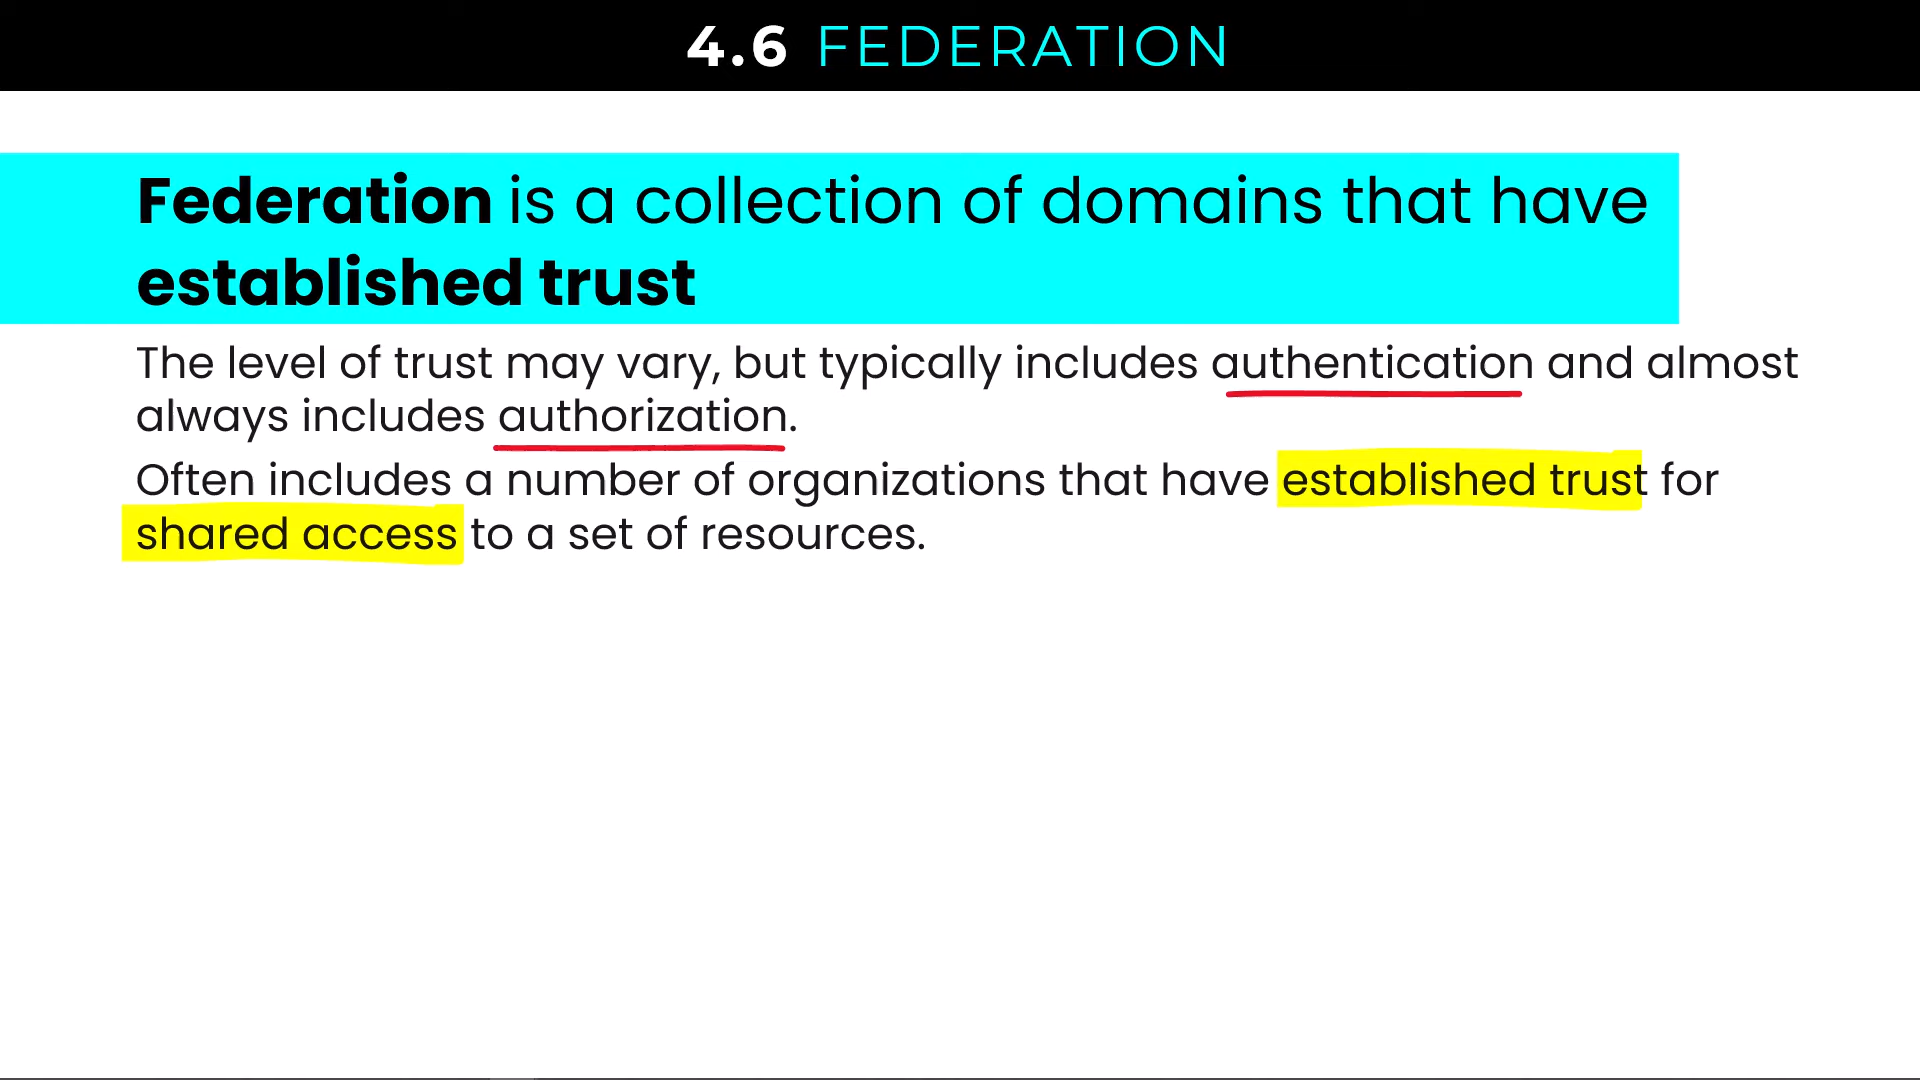 4.6 FEDERATION
Federation is a collection of domains that have
established trust
The level of trust may vary, but typically includes authentication and almost
always includes authorization.
Often includes a number of organizations that have established trust for
shared access to a set of resources.